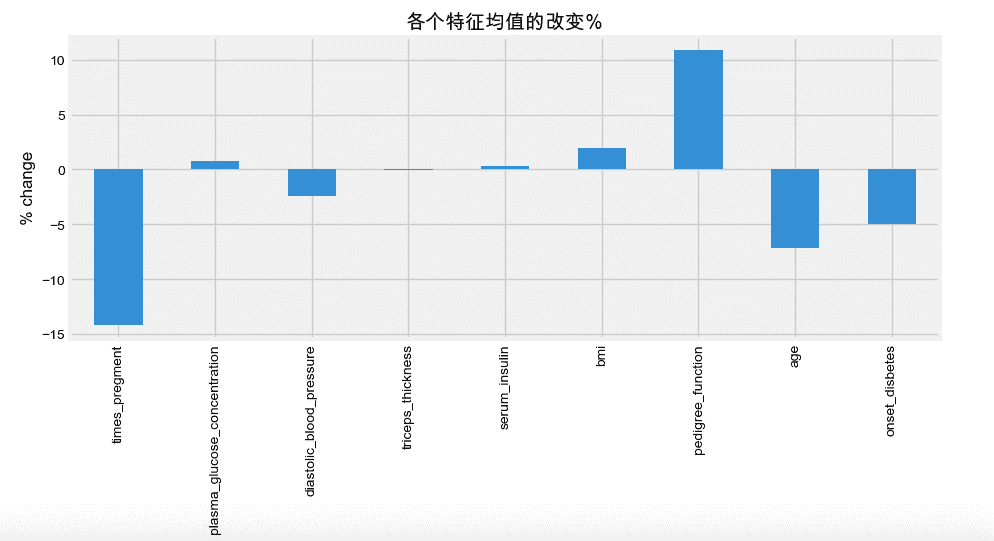 各个特征均值的改变%
% change
10
5
0
−5
−10
−15
times_pregment
plasma_glucose_concentration
diastolic_blood_pressure
triceps_thickness
serum_insulin
bmi
pedigree_function
age
onset_disbetes